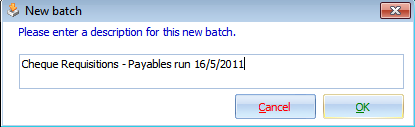 New batch
Please enter a description for this new batch.
Cheque Requisitions - Payables run 16/5/2011
Cancel OK